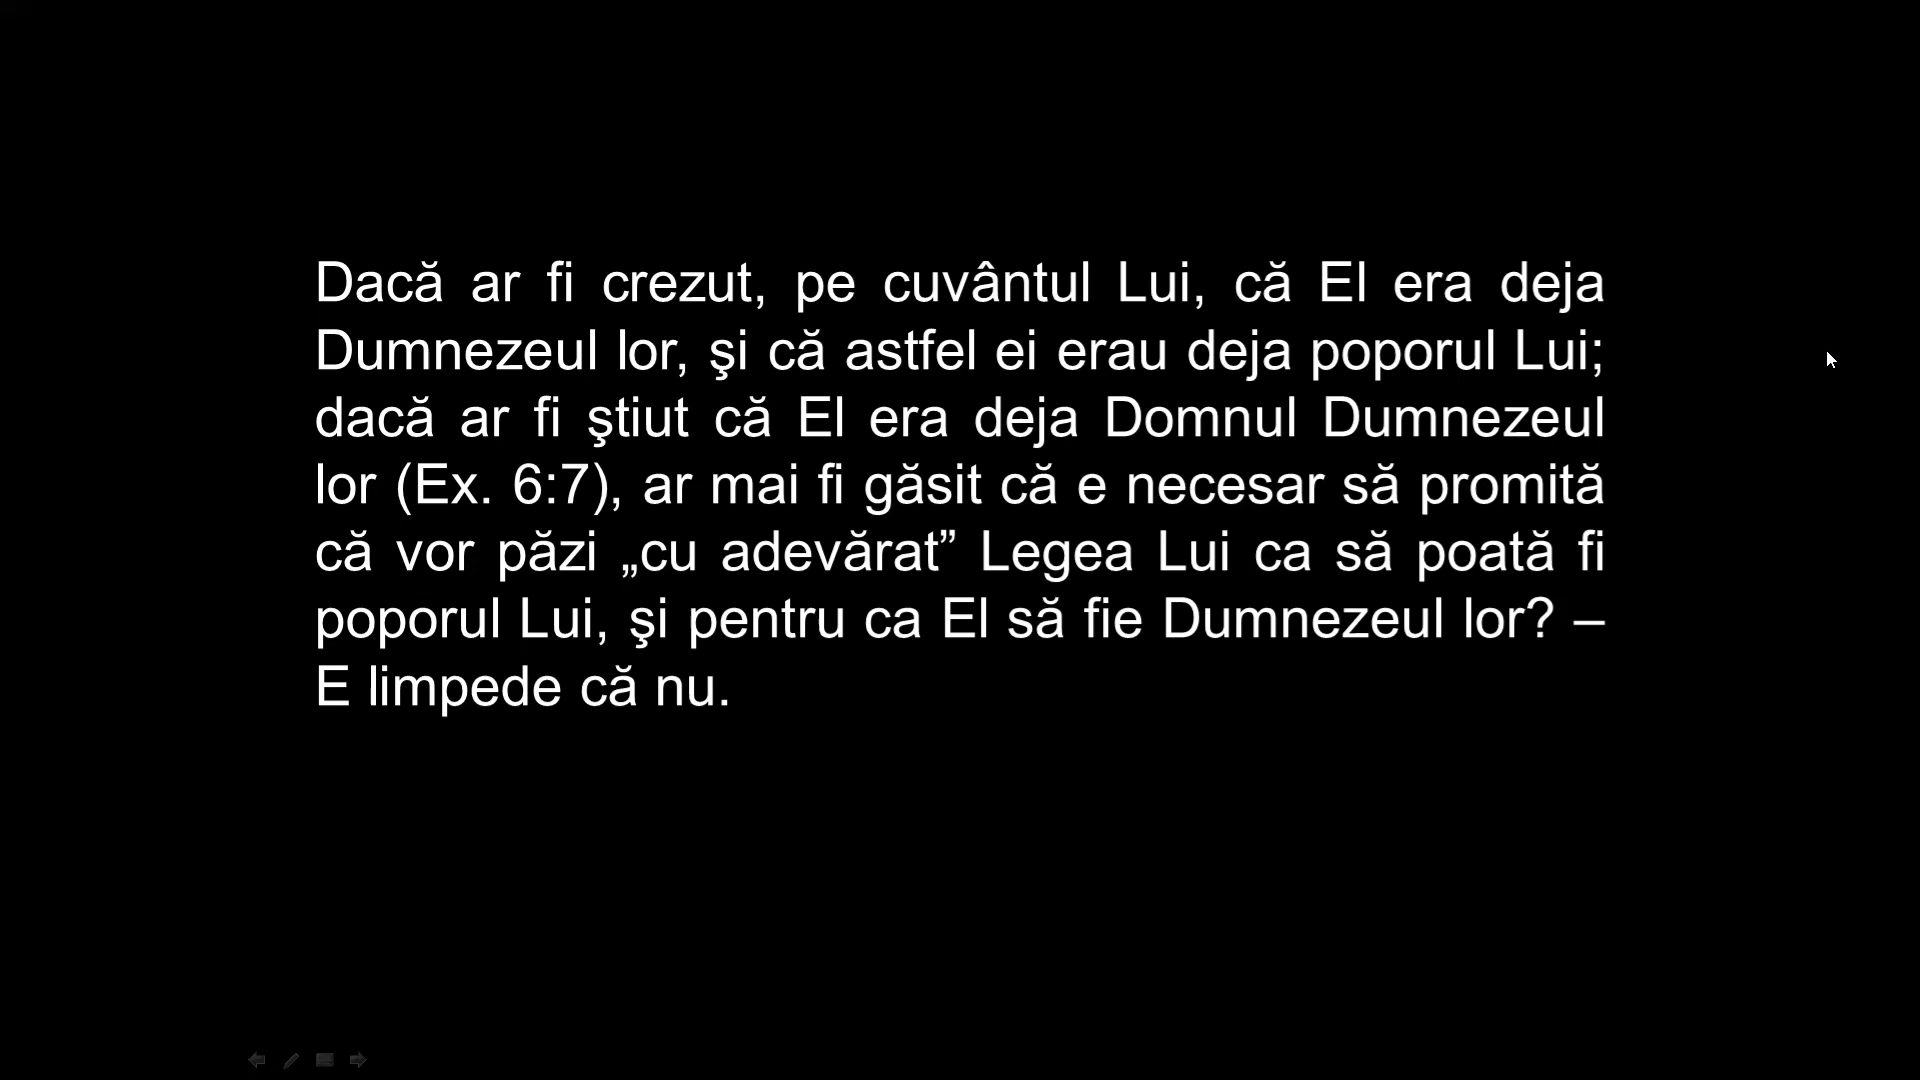 Dacă ar fi crezut, pe cuvântul Lui, că El era deja
Dumnezeul lor, şi că astfel ei erau deja poporul Lui;
dacă ar fi ştiut că El era deja Domnul Dumnezeul
lor (Ex. 6:7), ar mai fi găsit că e necesar să promită
că vor păzi „cu adevărat” Legea Lui ca să poată fi
poporul Lui, şi pentru ca El să fie Dumnezeul lor? –
E limpede că nu.